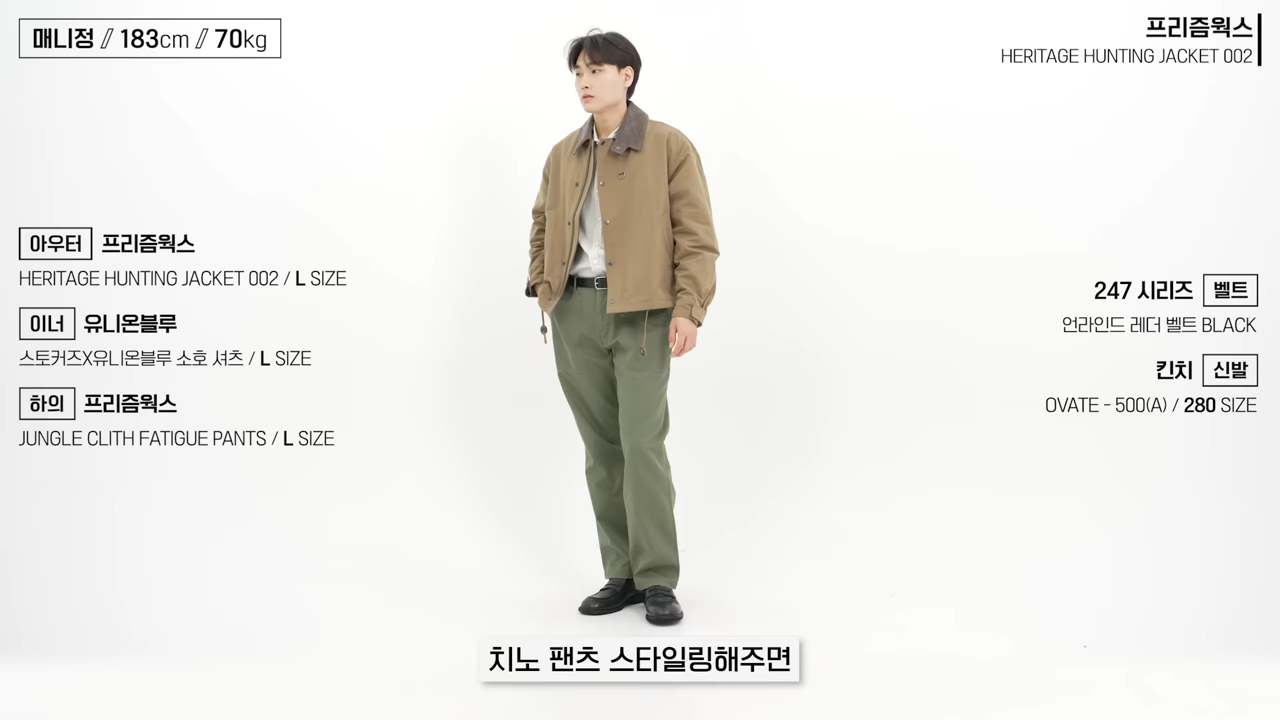 매니정 // 183cm // 70kg
프리즘웍스
HERITAGE HUNTING JACKET 002
아우터 프리즘웍스
HERITAGE HUNTING JACKET 002 / L SIZE
이너 유니온블루
스토커즈X유니온블루 소호 셔츠 / L SIZE
하의 프리즘웍스
JUNGLE CLITH FATIGUE PANTS / L SIZE
247 시리즈 벨트
언라인드 레더 벨트 BLACK
킨치 신발
OVATE - 500(A) / 280 SIZE
치노 팬츠 스타일링해주면